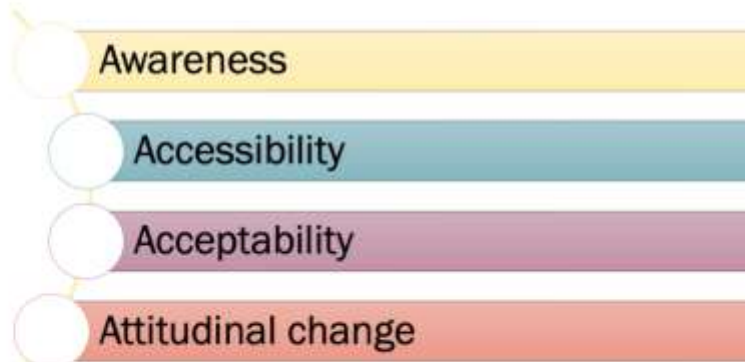 Awareness
Accessibility
Acceptability
Attitudinal change